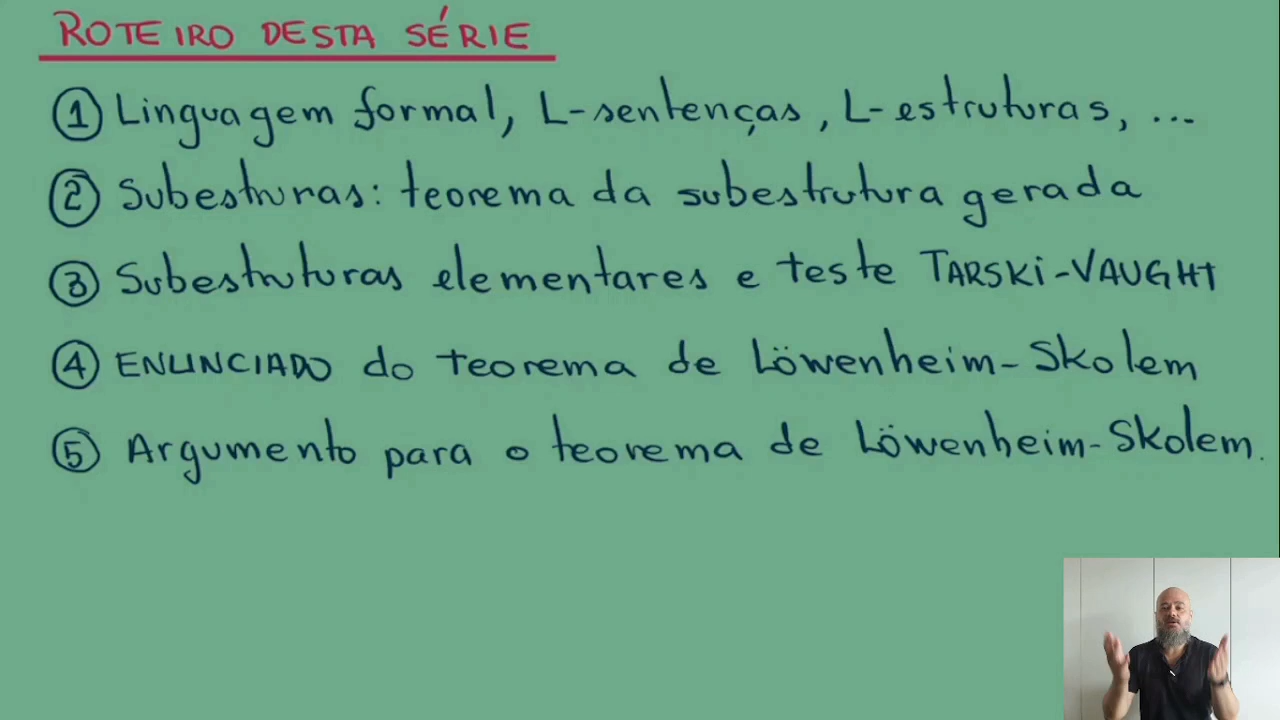 ROTEIRO DESTA SÉRIE
① Linguagem formal, L-sentenças, L-estruturas, ...
② Subesturas: teorema da subestrutura gerada
③ Subestruturas elementares e teste TARSKI-VAUGHT
④ ENUNCIADO do teorema de Löwenheim-Skolem
⑤ Argumento para o teorema de Löwenheim-Skolem.